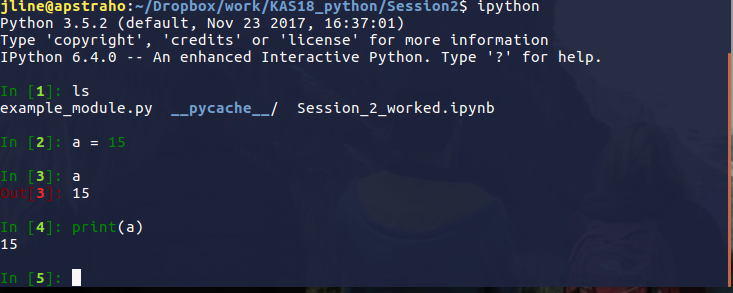 jline@apstraho:~/Dropbox/work/KAS18_python/Session2$ ipython
Python 3.5.2 (default, Nov 23 2017, 16:37:01)
Type 'copyright', 'credits' or 'license' for more information
IPython 6.4.0 -- An enhanced Interactive Python. Type '?' for help.
In [1]: ls
example_module.py __pycache__/ Session_2_worked.ipynb
In [2]: a = 15
In [3]: a
Out[3]: 15
In [4]: print(a)
15
In [5]: